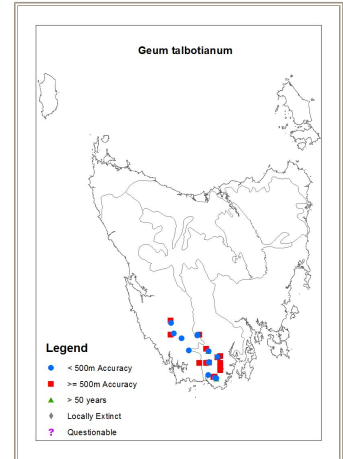 Geum talbotianum
Legend
< 500m Accuracy
>= 500m Accuracy
> 50 years
Locally Extinct
? Questionable